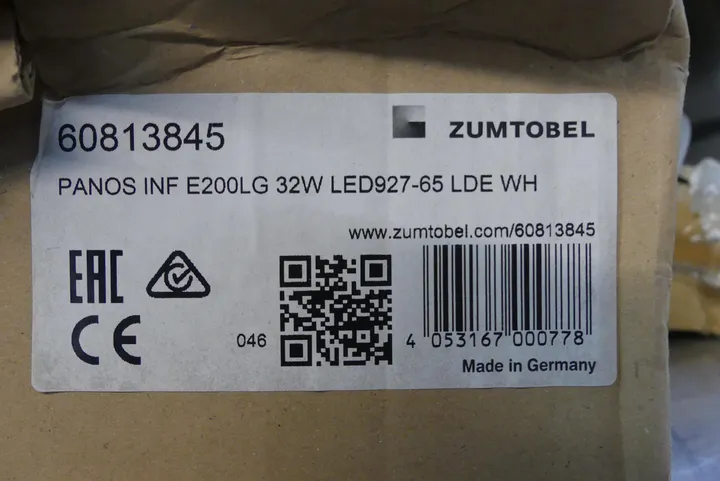 60813845
ZUMTOBEL
PANOS INF E200LG 32W LED927-65 LDE WH
www.zumtobel.com/60813845
EAC
CE
046
4 053167 000778
Made in Germany